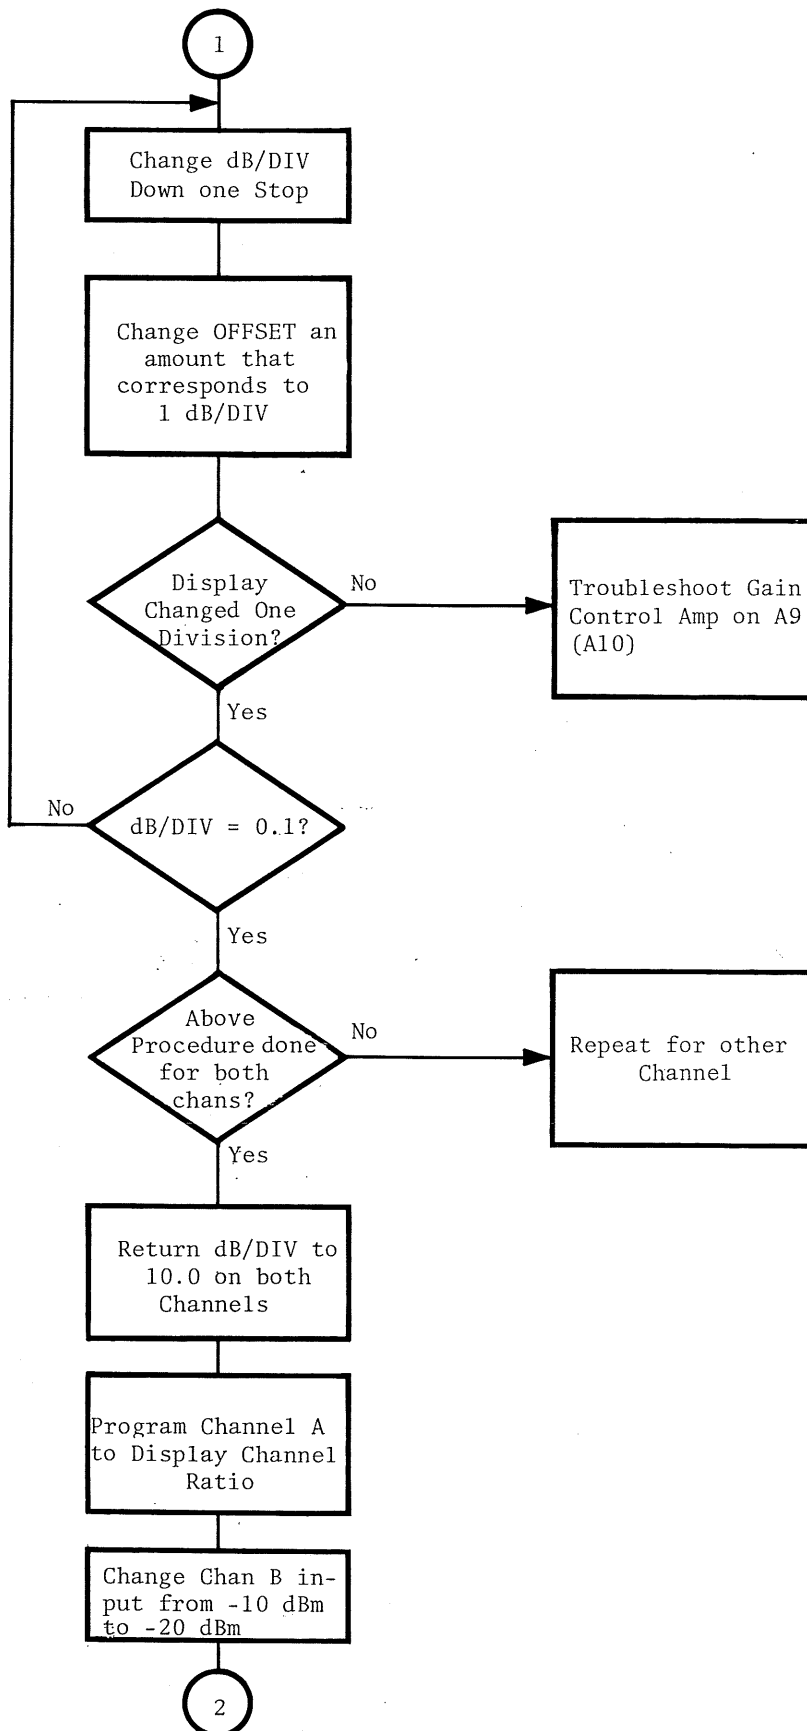 1
Change dB/DIV
Down one Stop
Change OFFSET an
amount that
corresponds to
1 dB/DIV
Display
Changed One
Division?
No
Troubleshoot Gain
Control Amp on A9
(A10)
Yes
dB/DIV = 0.1?
No
Yes
Above
Procedure done
for both
chans?
No
Repeat for other
Channel
Yes
Return dB/DIV to
10.0 on both
Channels
Program Channel A
to Display Channel
Ratio
Change Chan B in-
put from -10 dBm
to -20 dBm
2